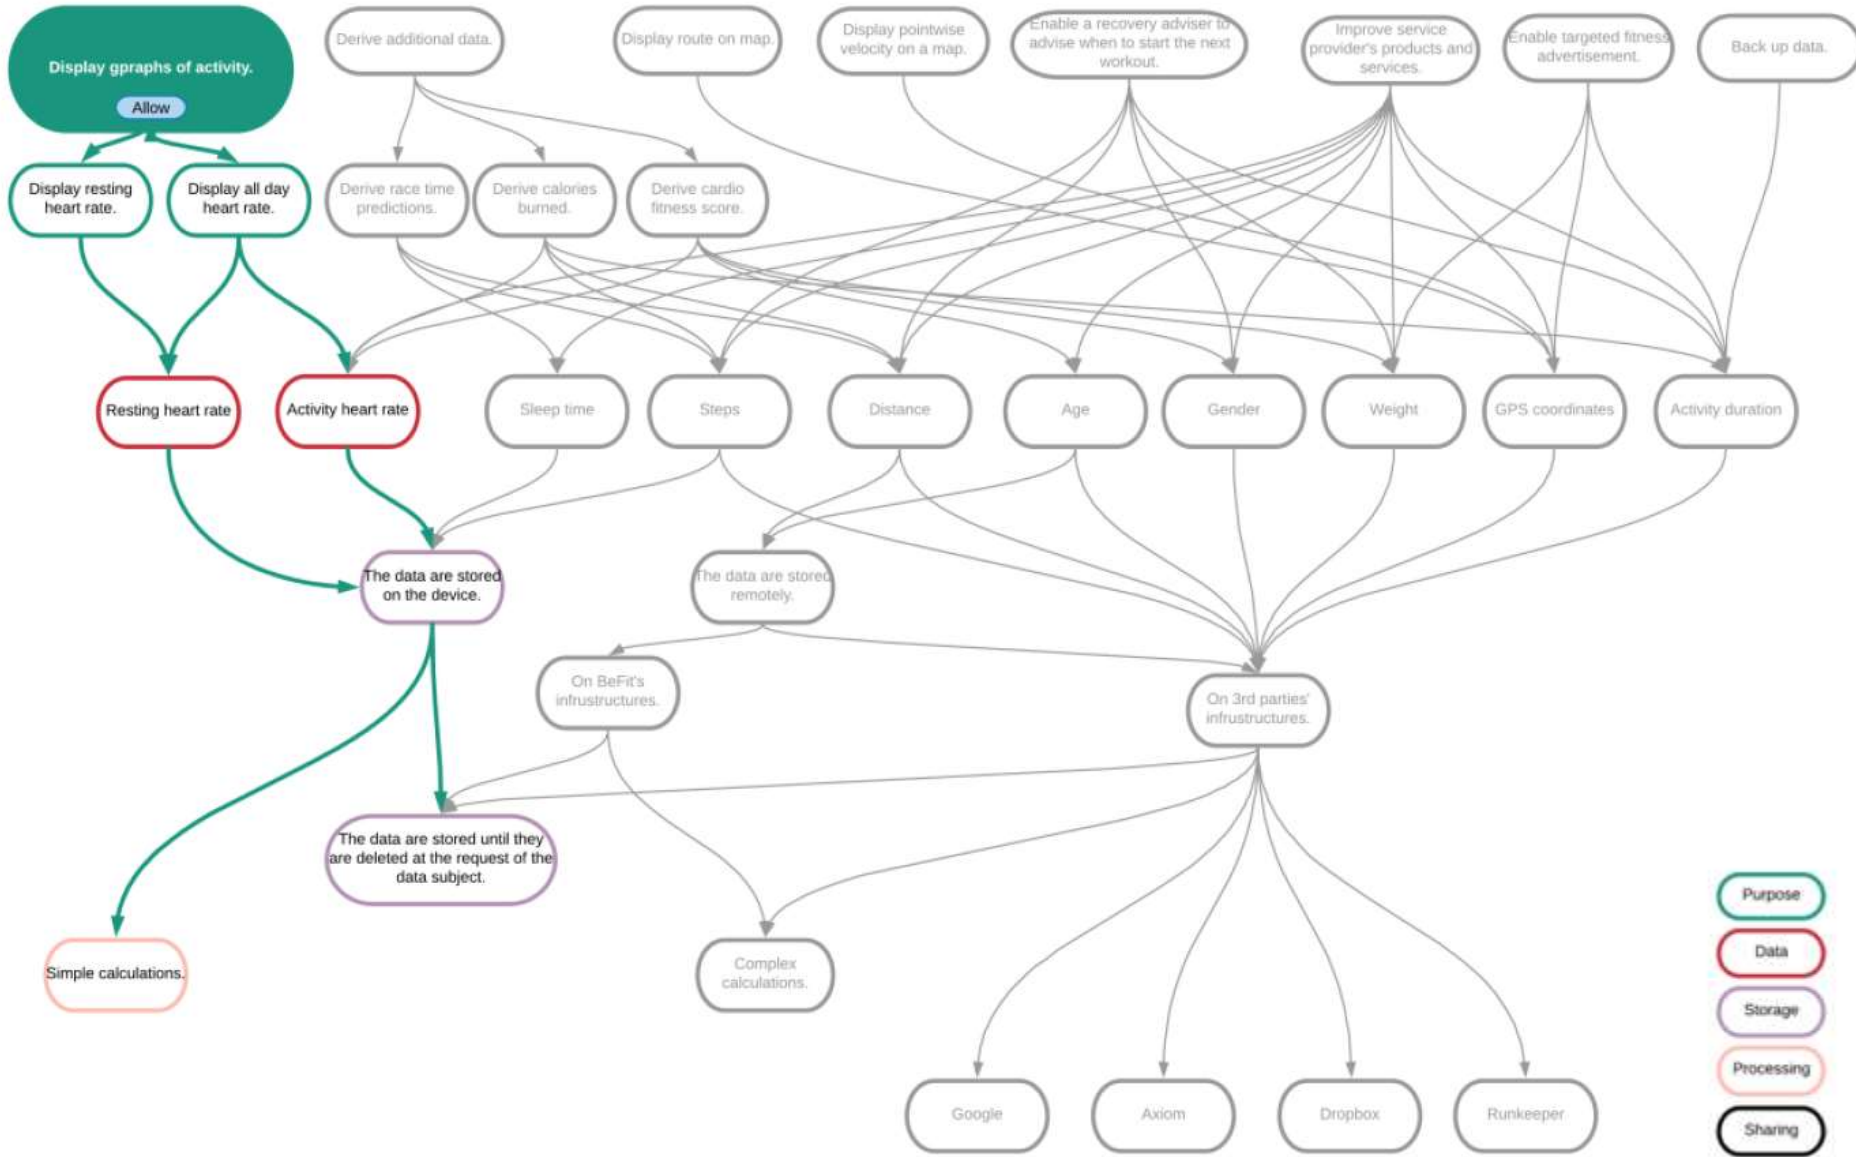 Display gpraphs of activity.
Allow
Derive additional data.
Display route on map.
Display pointwise
velocity on a map.
Enable a recovery adviser to
advise when to start the next
workout.
Improve service
provider's products and
services.
Enable targeted fitness
advertisement.
Back up data.
Display resting
heart rate.
Display all day
heart rate.
Derive race time
predictions.
Derive calories
burned.
Derive cardio
fitness score.
Resting heart rate
Activity heart rate
Sleep time
Steps
Distance
Age
Gender
Weight
GPS coordinates
Activity duration
The data are stored
on the device.
The data are stored
remotely.
On BeFit's
infrustructures.
On 3rd parties'
infrustructures.
The data are stored until they
are deleted at the request of the
data subject.
Simple calculations.
Complex
calculations.
Google
Axiom
Dropbox
Runkeeper
Purpose
Data
Storage
Processing
Sharing